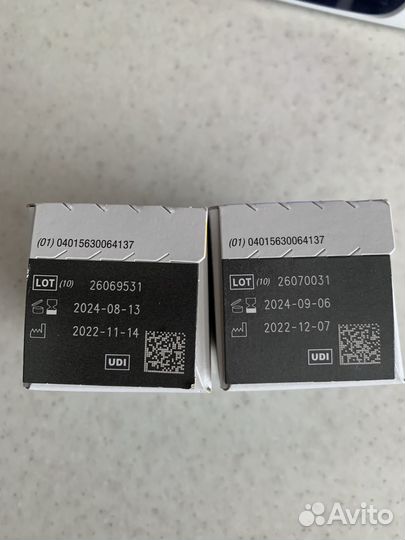 (01) 04015630064137
LOT (10) 26069531
2024-08-13
2022-11-14
UDI
(01) 04015630064137
LOT (10) 26070031
2024-09-06
2022-12-07
UDI
Avito